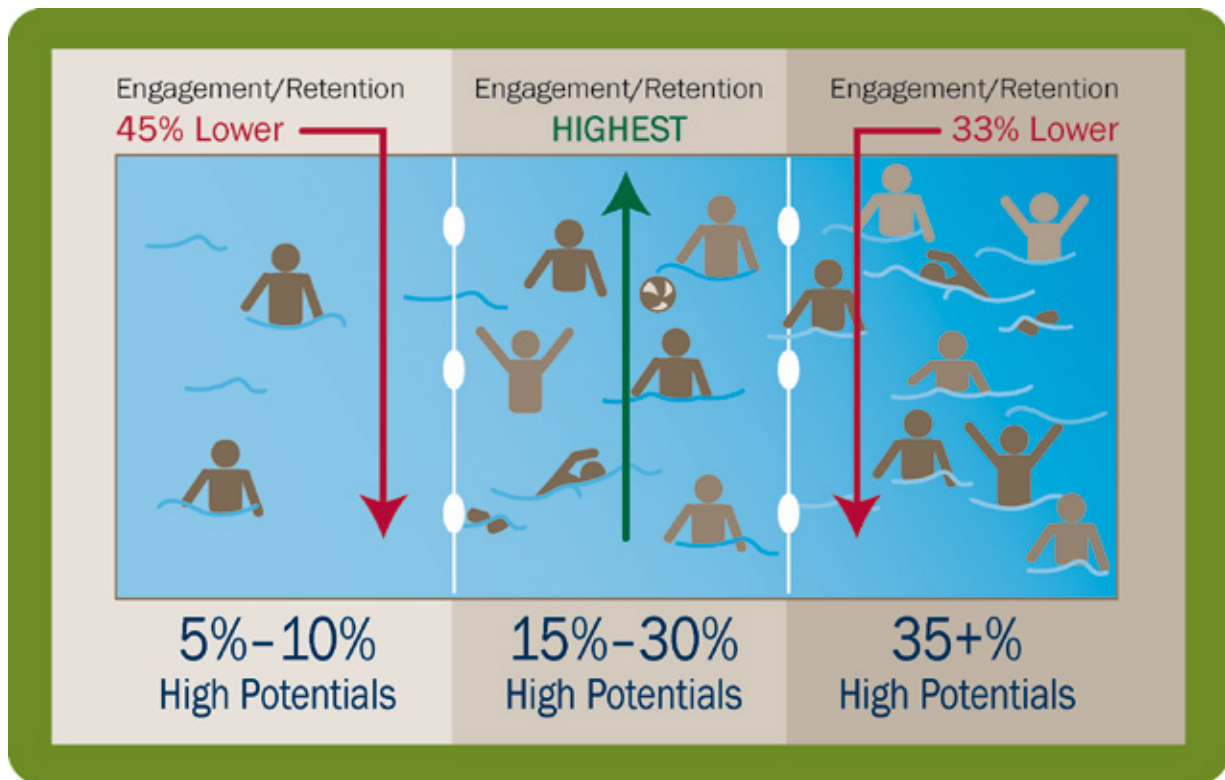 Engagement/Retention
45% Lower
Engagement/Retention
HIGHEST
Engagement/Retention
33% Lower
5%–10%
High Potentials
15%–30%
High Potentials
35+%
High Potentials